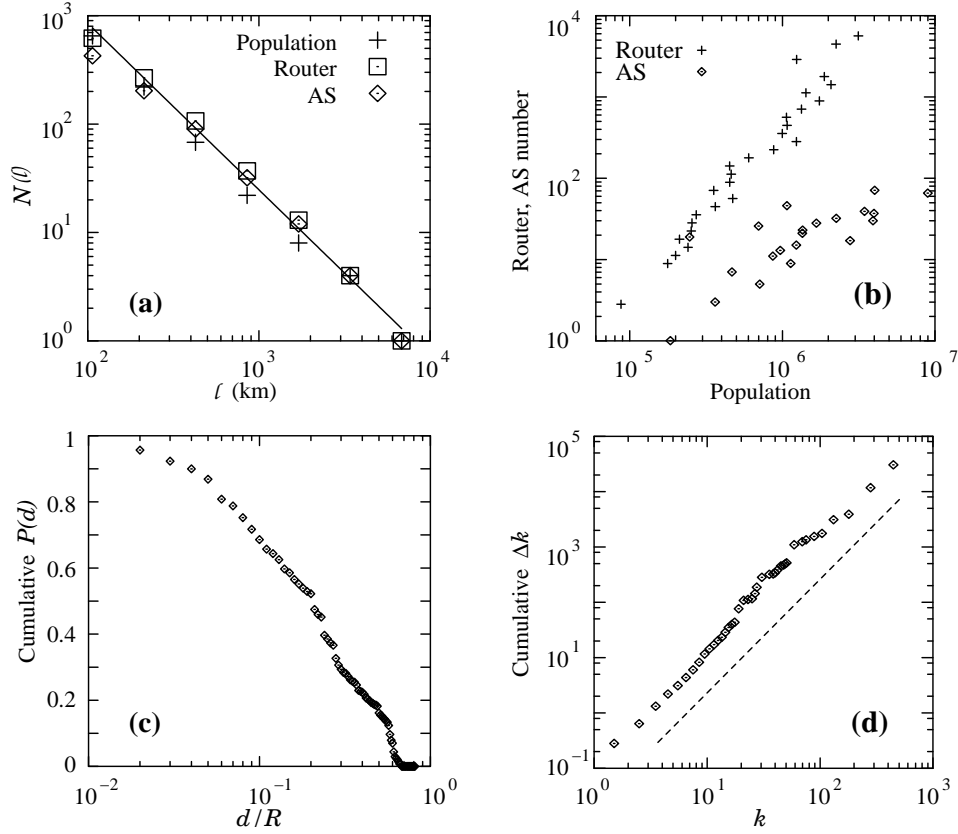 10^3
10^2
10^1
10^0
N(l)
Population
Router
AS
(a)
10^2
10^3
10^4
l (km)
10^4
10^2
10^0
Router, AS number
Router
AS
(b)
10^5
10^6
10^7
Population
1
0.8
0.6
0.4
0.2
0
Cumulative P(d)
(c)
10^-2
10^-1
10^0
d/R
10^5
10^3
10^1
10^-1
Cumulative Δk
(d)
10^0
10^1
10^2
10^3
k